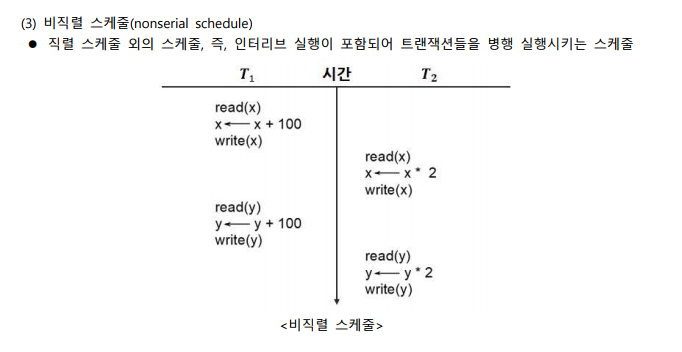 (3) 비직렬 스케줄(nonserial schedule)
● 직렬 스케줄 외의 스케줄, 즉, 인터리브 실행이 포함되어 트랜잭션들을 병행 실행시키는 스케줄
T₁ 시간 T₂
read(x)
x ← x + 100
write(x)
read(x)
x ← x * 2
write(x)
read(y)
y ← y + 100
write(y)
read(y)
y ← y * 2
write(y)
<비직렬 스케줄>